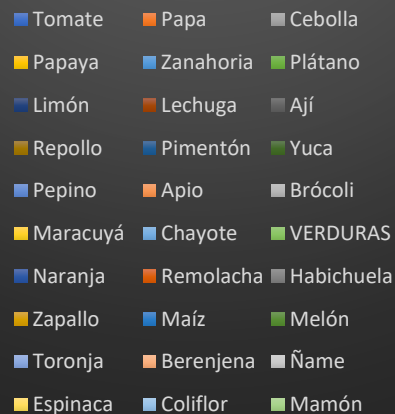 Tomate Papa Cebolla
Papaya Zanahoria Plátano
Limón Lechuga Ají
Repollo Pimentón Yuca
Pepino Apio Brócoli
Maracuyá Chayote VERDURAS
Naranja Remolacha Habichuela
Zapallo Maíz Melón
Toronja Berenjena Ñame
Espinaca Coliflor Mamón